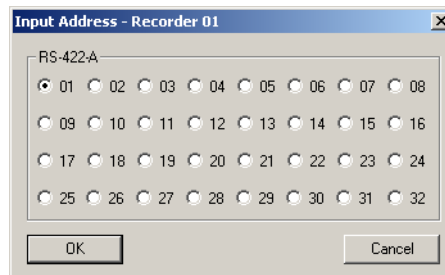 Input Address - Recorder 01
RS-422-A
01 02 03 04 05 06 07 08
09 10 11 12 13 14 15 16
17 18 19 20 21 22 23 24
25 26 27 28 29 30 31 32
OK Cancel